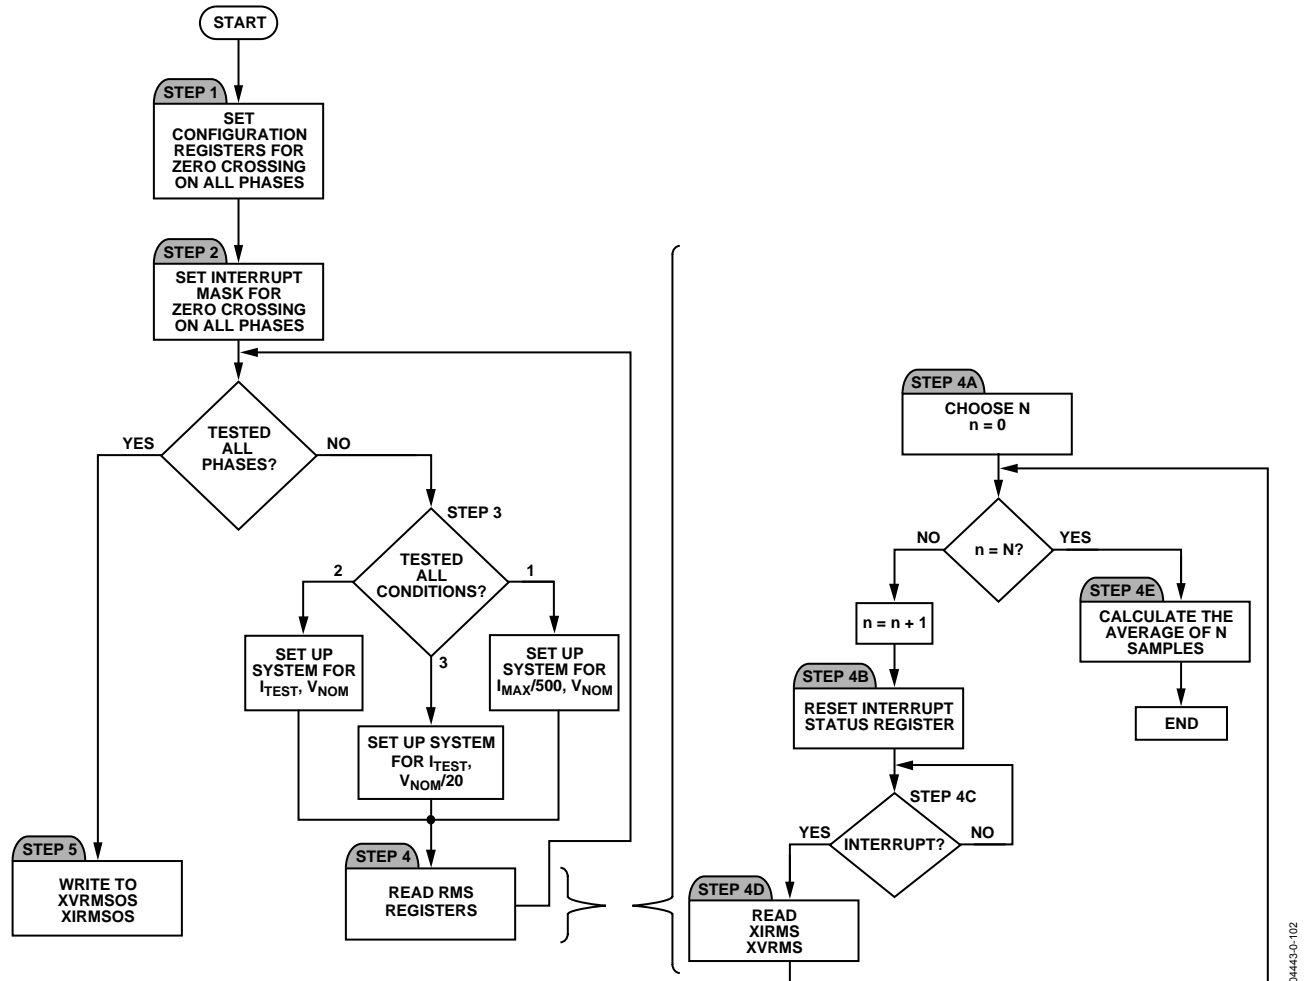 START
STEP 1
SET
CONFIGURATION
REGISTERS FOR
ZERO CROSSING
ON ALL PHASES
STEP 2
SET INTERRUPT
MASK FOR
ZERO CROSSING
ON ALL PHASES
YES
TESTED
ALL
PHASES?
NO
STEP 3
TESTED
ALL
CONDITIONS?
2
1
3
SET UP
SYSTEM FOR
ITEST, VNOM
SET UP
SYSTEM FOR
IMAX/500, VNOM
SET UP SYSTEM
FOR ITEST,
VNOM/20
STEP 5
WRITE TO
XVRMSOS
XIRMSOS
STEP 4
READ RMS
REGISTERS
STEP 4A
CHOOSE N
n = 0
NO
n = N?
YES
n = n + 1
STEP 4E
CALCULATE THE
AVERAGE OF N
SAMPLES
END
STEP 4B
RESET INTERRUPT
STATUS REGISTER
STEP 4C
YES
INTERRUPT?
NO
STEP 4D
READ
XIRMS
XVRMS
04443-0-102